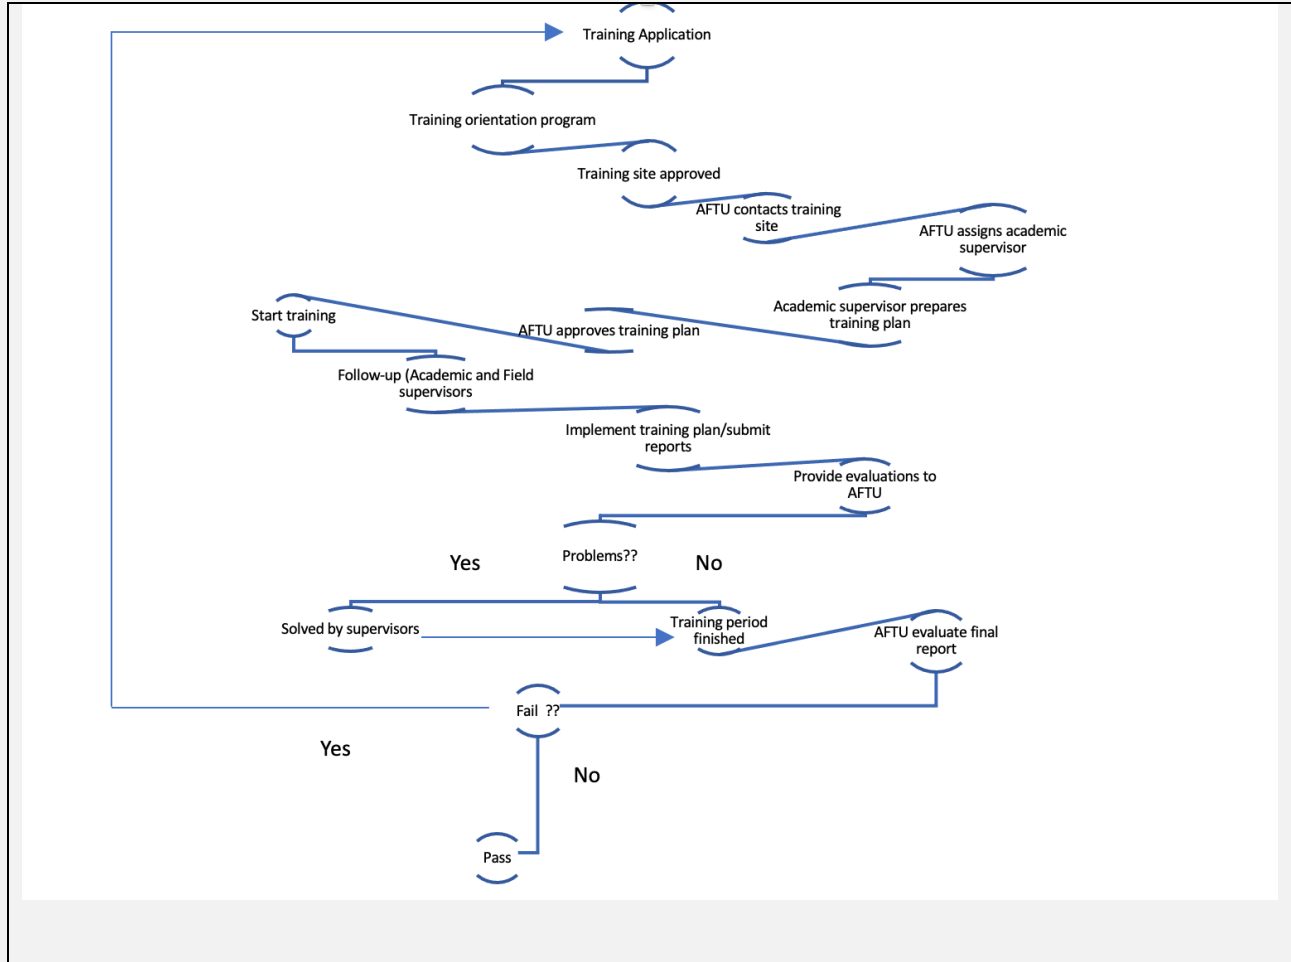 Training Application
Training orientation program
Training site approved
AFTU contacts training
site
AFTU assigns academic
supervisor
Academic supervisor prepares
training plan
AFTU approves training plan
Start training
Follow-up (Academic and Field
supervisors
Implement training plan/submit
reports
Provide evaluations to
AFTU
Problems??
Yes
No
Solved by supervisors
Training period
finished
AFTU evaluate final
report
Fail ??
Yes
No
Pass